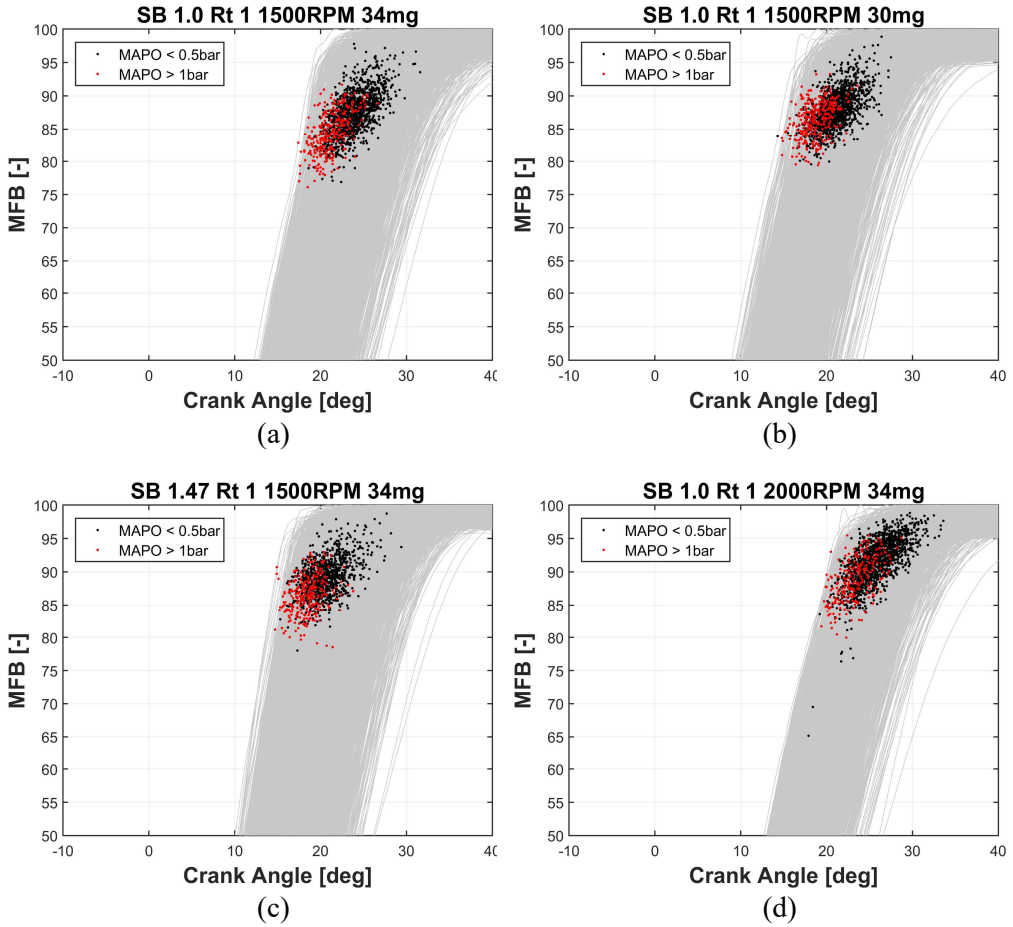 SB 1.0 Rt 1 1500RPM 34mg
MAPO < 0.5bar
MAPO > 1bar
MFB [-]
100
95
90
85
80
75
70
65
60
55
50
-10 0 10 20 30 40
Crank Angle [deg]
(a)
SB 1.0 Rt 1 1500RPM 30mg
MAPO < 0.5bar
MAPO > 1bar
MFB [-]
100
95
90
85
80
75
70
65
60
55
50
-10 0 10 20 30 40
Crank Angle [deg]
(b)
SB 1.47 Rt 1 1500RPM 34mg
MAPO < 0.5bar
MAPO > 1bar
MFB [-]
100
95
90
85
80
75
70
65
60
55
50
-10 0 10 20 30 40
Crank Angle [deg]
(c)
SB 1.0 Rt 1 2000RPM 34mg
MAPO < 0.5bar
MAPO > 1bar
MFB [-]
100
95
90
85
80
75
70
65
60
55
50
-10 0 10 20 30 40
Crank Angle [deg]
(d)